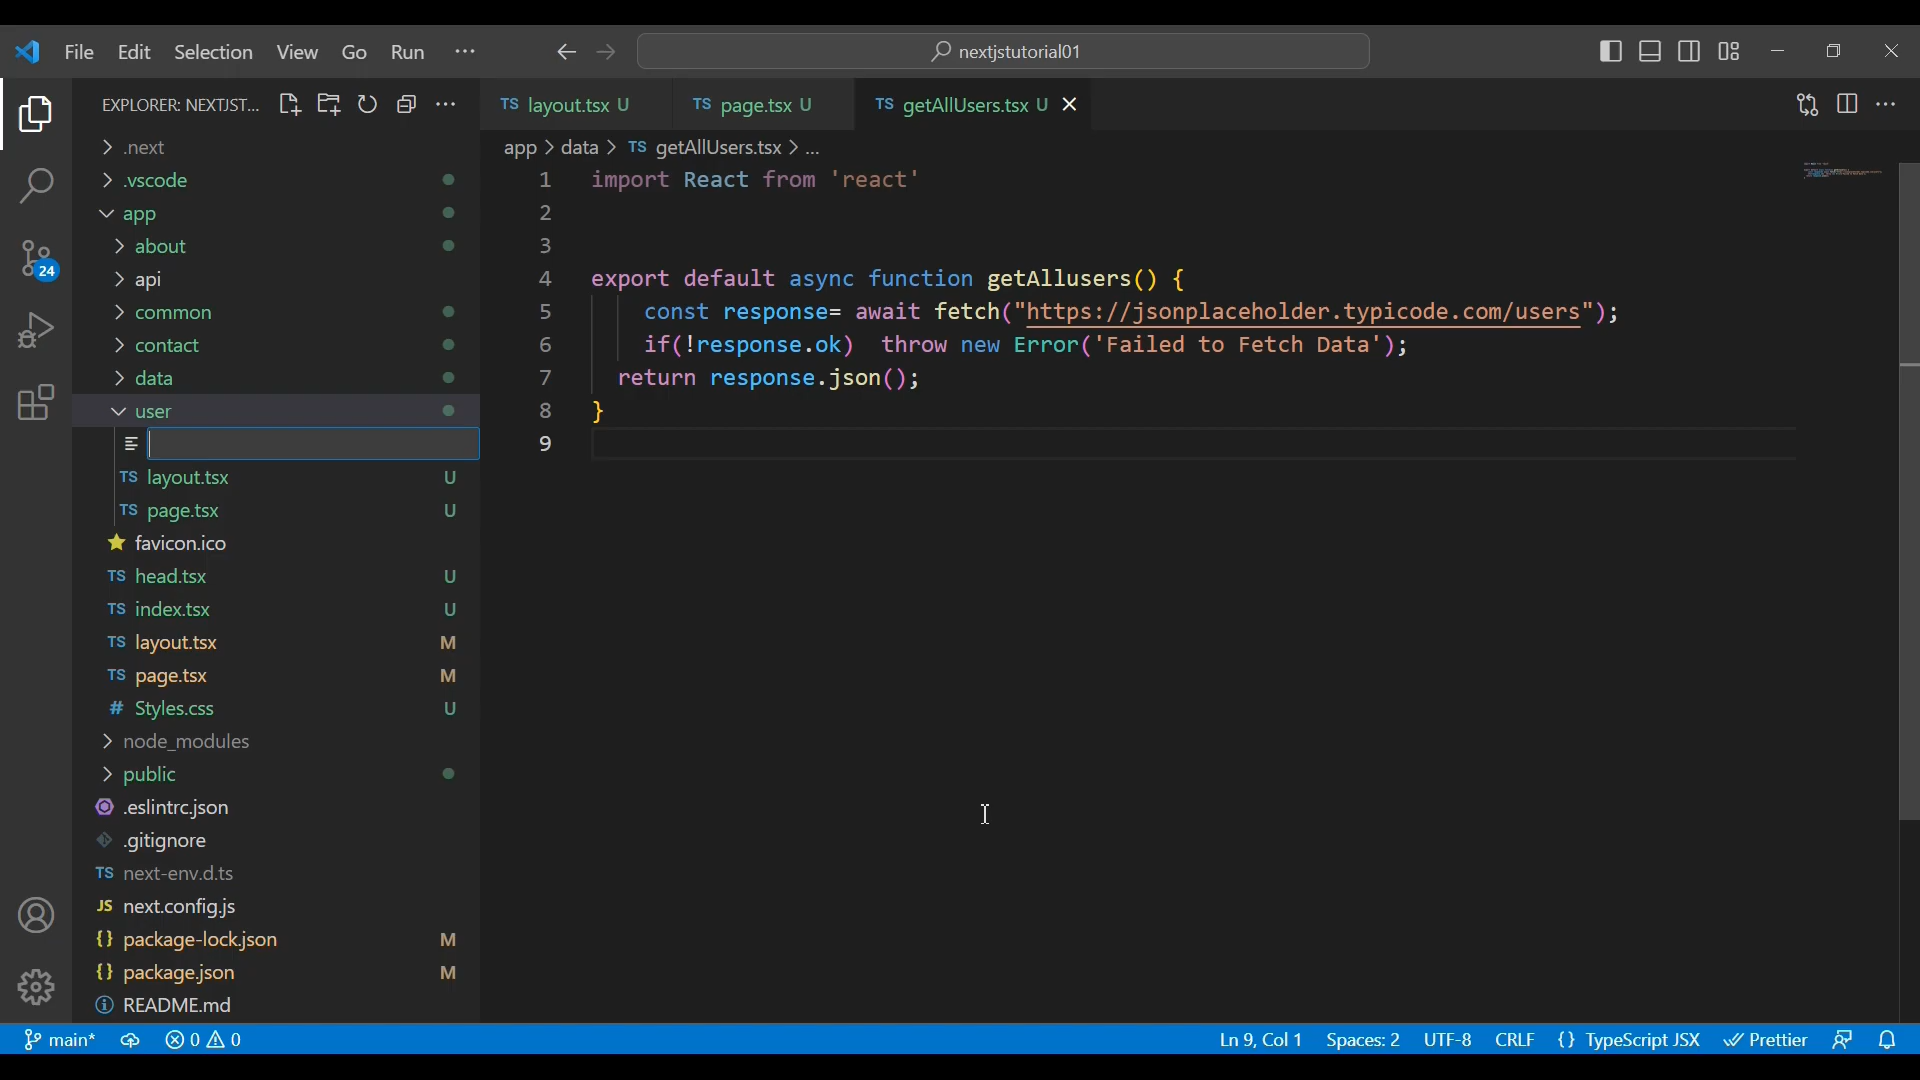 File Edit Selection View Go Run ··· nextjstutorial01
EXPLORER: NEXTJST... ···
TS layout.tsx U TS page.tsx U TS getAllUsers.tsx U
app > data > TS getAllUsers.tsx > ...
.next
.vscode
app
about
api
common
contact
data
user
TS layout.tsx U
TS page.tsx U
favicon.ico
TS head.tsx U
TS index.tsx U
TS layout.tsx M
TS page.tsx M
# Styles.css U
node_modules
public
.eslintrc.json
.gitignore
TS next-env.d.ts
JS next.config.js
{} package-lock.json M
{} package.json M
README.md
24
1 import React from 'react'
2
3
4 export default async function getAllusers() {
5 const response= await fetch("https://jsonplaceholder.typicode.com/users");
6 if(!response.ok) throw new Error('Failed to Fetch Data');
7 return response.json();
8 }
9
main* 0 0 Ln 9, Col 1 Spaces: 2 UTF-8 CRLF {} TypeScript JSX Prettier